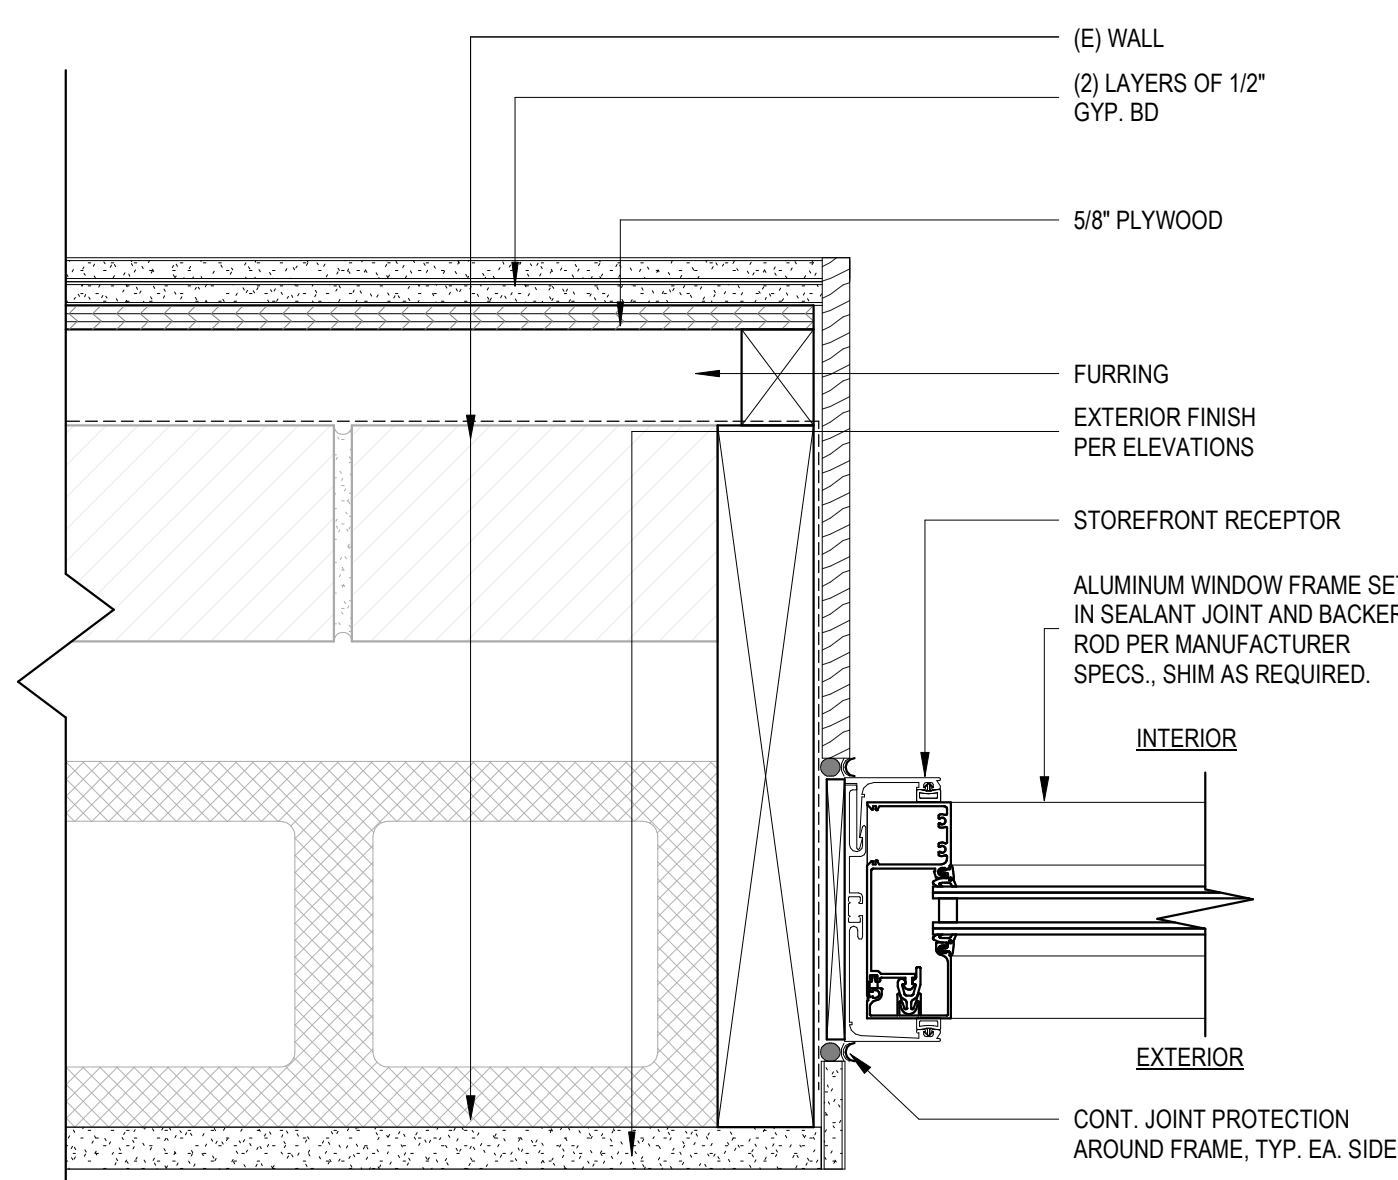 (E) WALL
(2) LAYERS OF 1/2"
GYP. BD
5/8" PLYWOOD
FURRING
EXTERIOR FINISH
PER ELEVATIONS
STOREFRONT RECEPTOR
ALUMINUM WINDOW FRAME SET
IN SEALANT JOINT AND BACKER
ROD PER MANUFACTURER
SPECS., SHIM AS REQUIRED.
INTERIOR
EXTERIOR
CONT. JOINT PROTECTION
AROUND FRAME, TYP. EA. SIDE